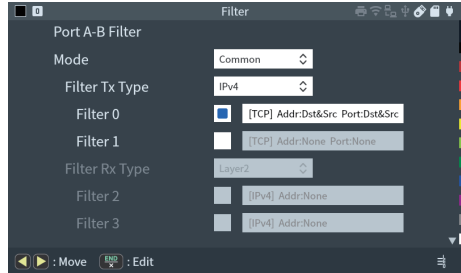 0 Filter
Port A-B Filter
Mode Common
Filter Tx Type IPv4
Filter 0 [TCP] Addr:Dst&Src Port:Dst&Src
Filter 1 [TCP] Addr:None Port:None
Filter Rx Type Layer2
Filter 2 [IPv4] Addr:None
Filter 3 [IPv4] Addr:None
: Move END × : Edit